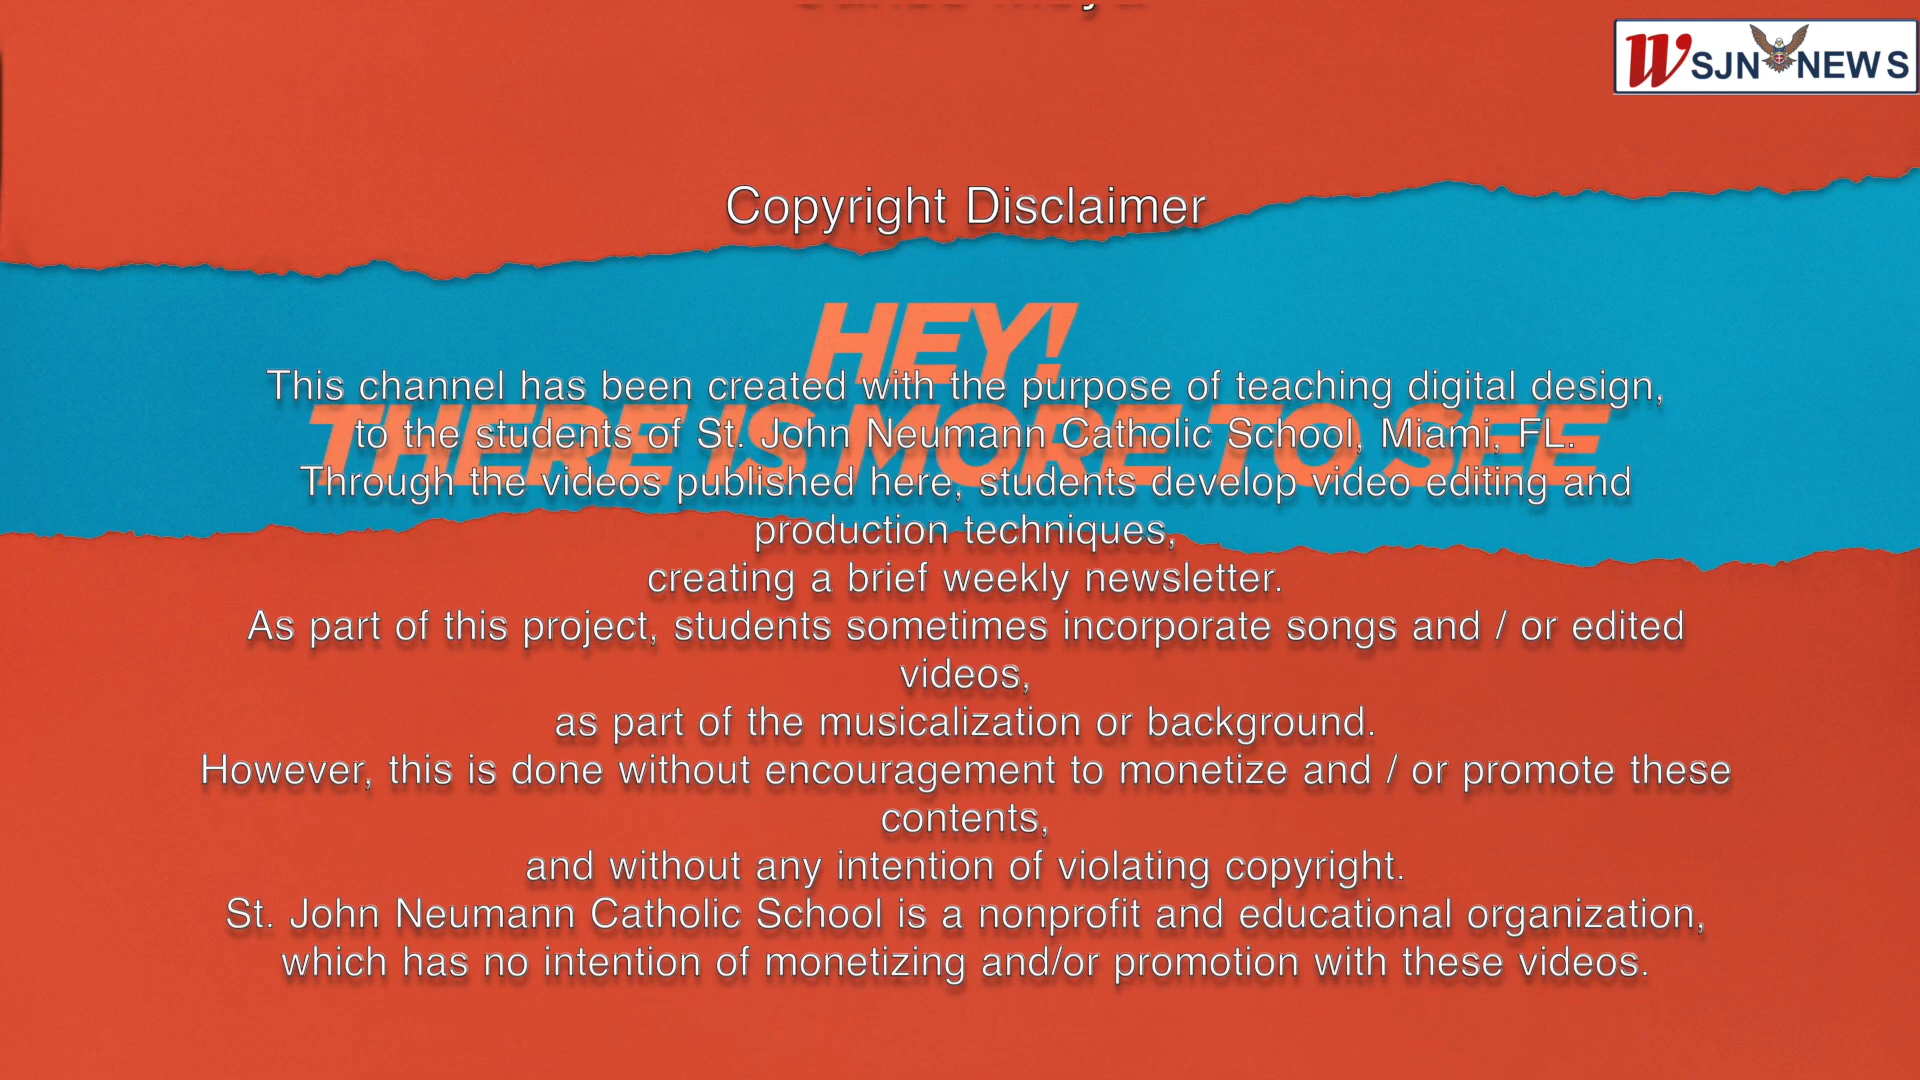 WSJN NEWS
Copyright Disclaimer
HEY!
This channel has been created with the purpose of teaching digital design,
THERE IS MORE TO SEE
to the students of St. John Neumann Catholic School, Miami, FL.
Through the videos published here, students develop video editing and
production techniques,
creating a brief weekly newsletter.
As part of this project, students sometimes incorporate songs and / or edited
videos,
as part of the musicalization or background.
However, this is done without encouragement to monetize and / or promote these
contents,
and without any intention of violating copyright.
St. John Neumann Catholic School is a nonprofit and educational organization,
which has no intention of monetizing and/or promotion with these videos.